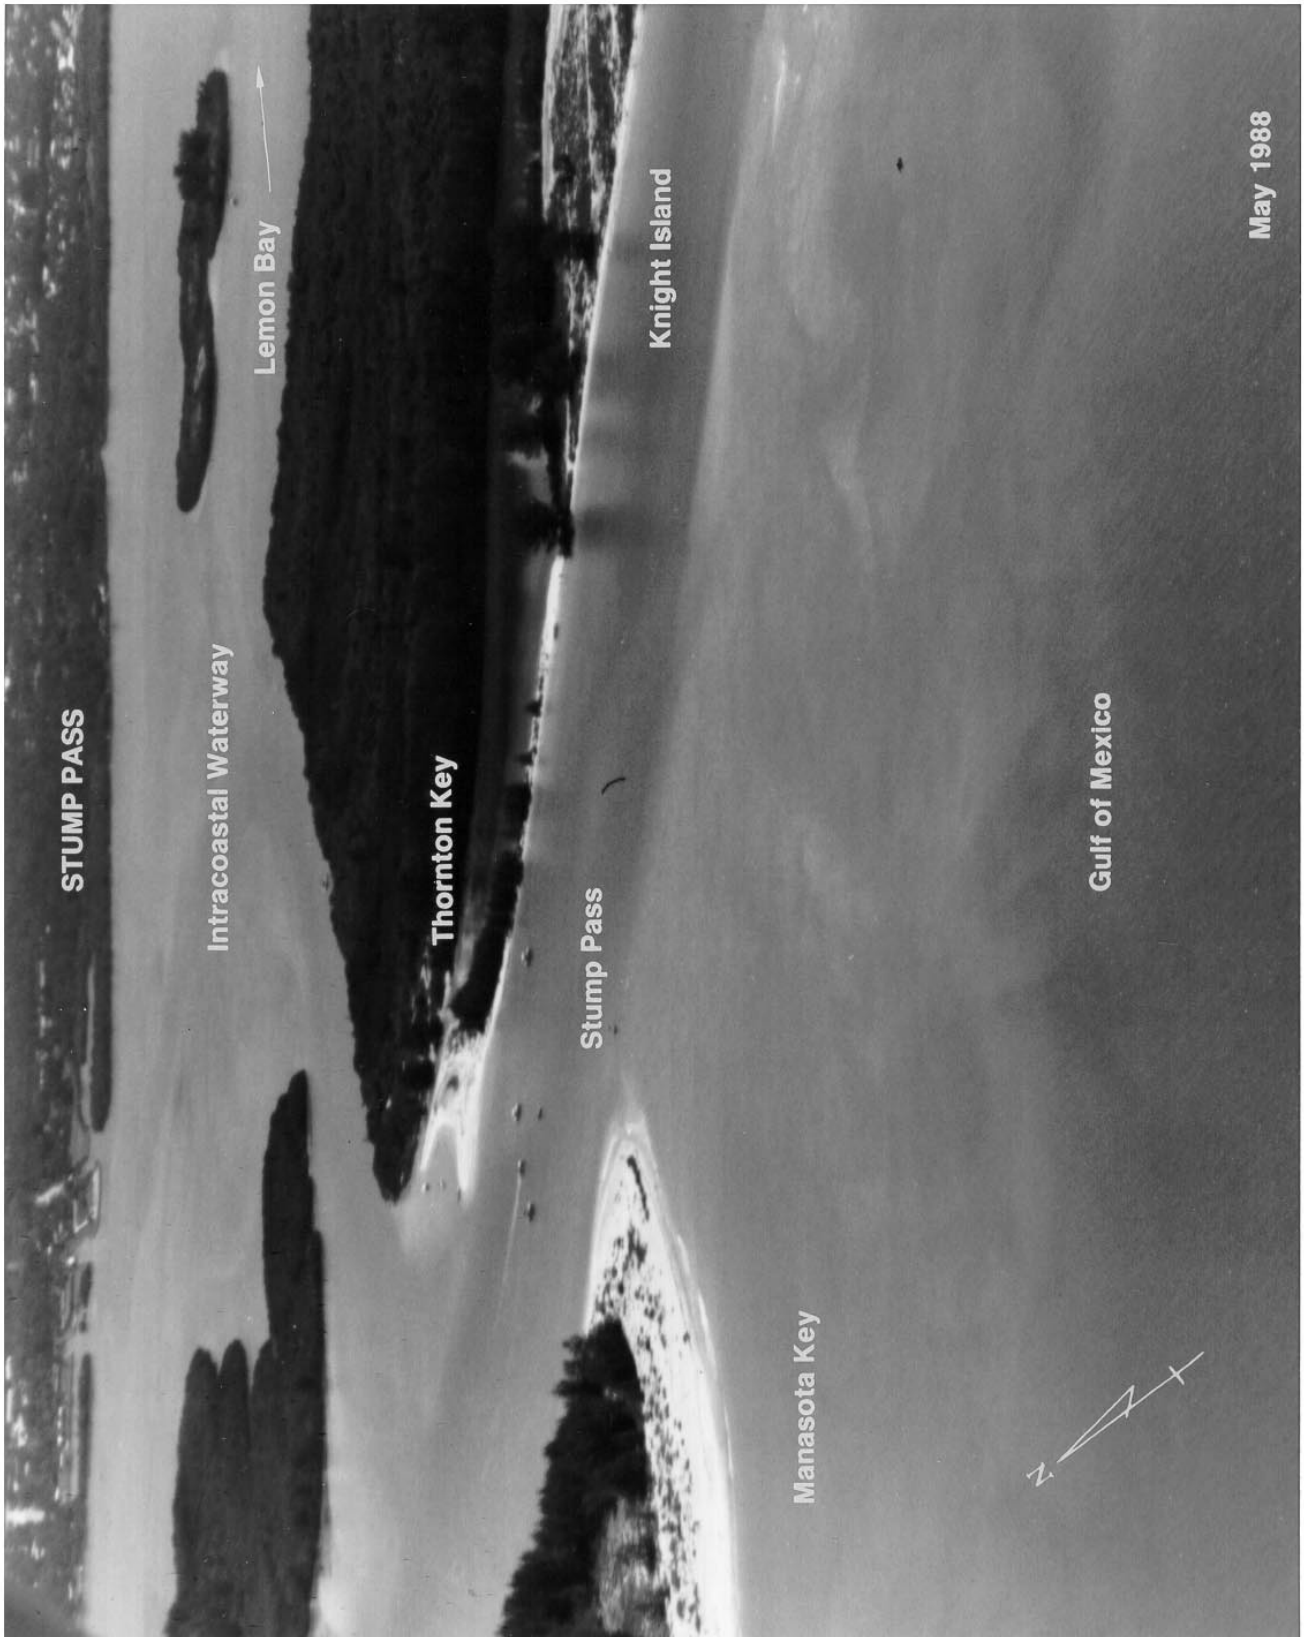 STUMP PASS
Intracoastal Waterway
Lemon Bay
Thornton Key
Stump Pass
Knight Island
Manasota Key
Gulf of Mexico
May 1988
N